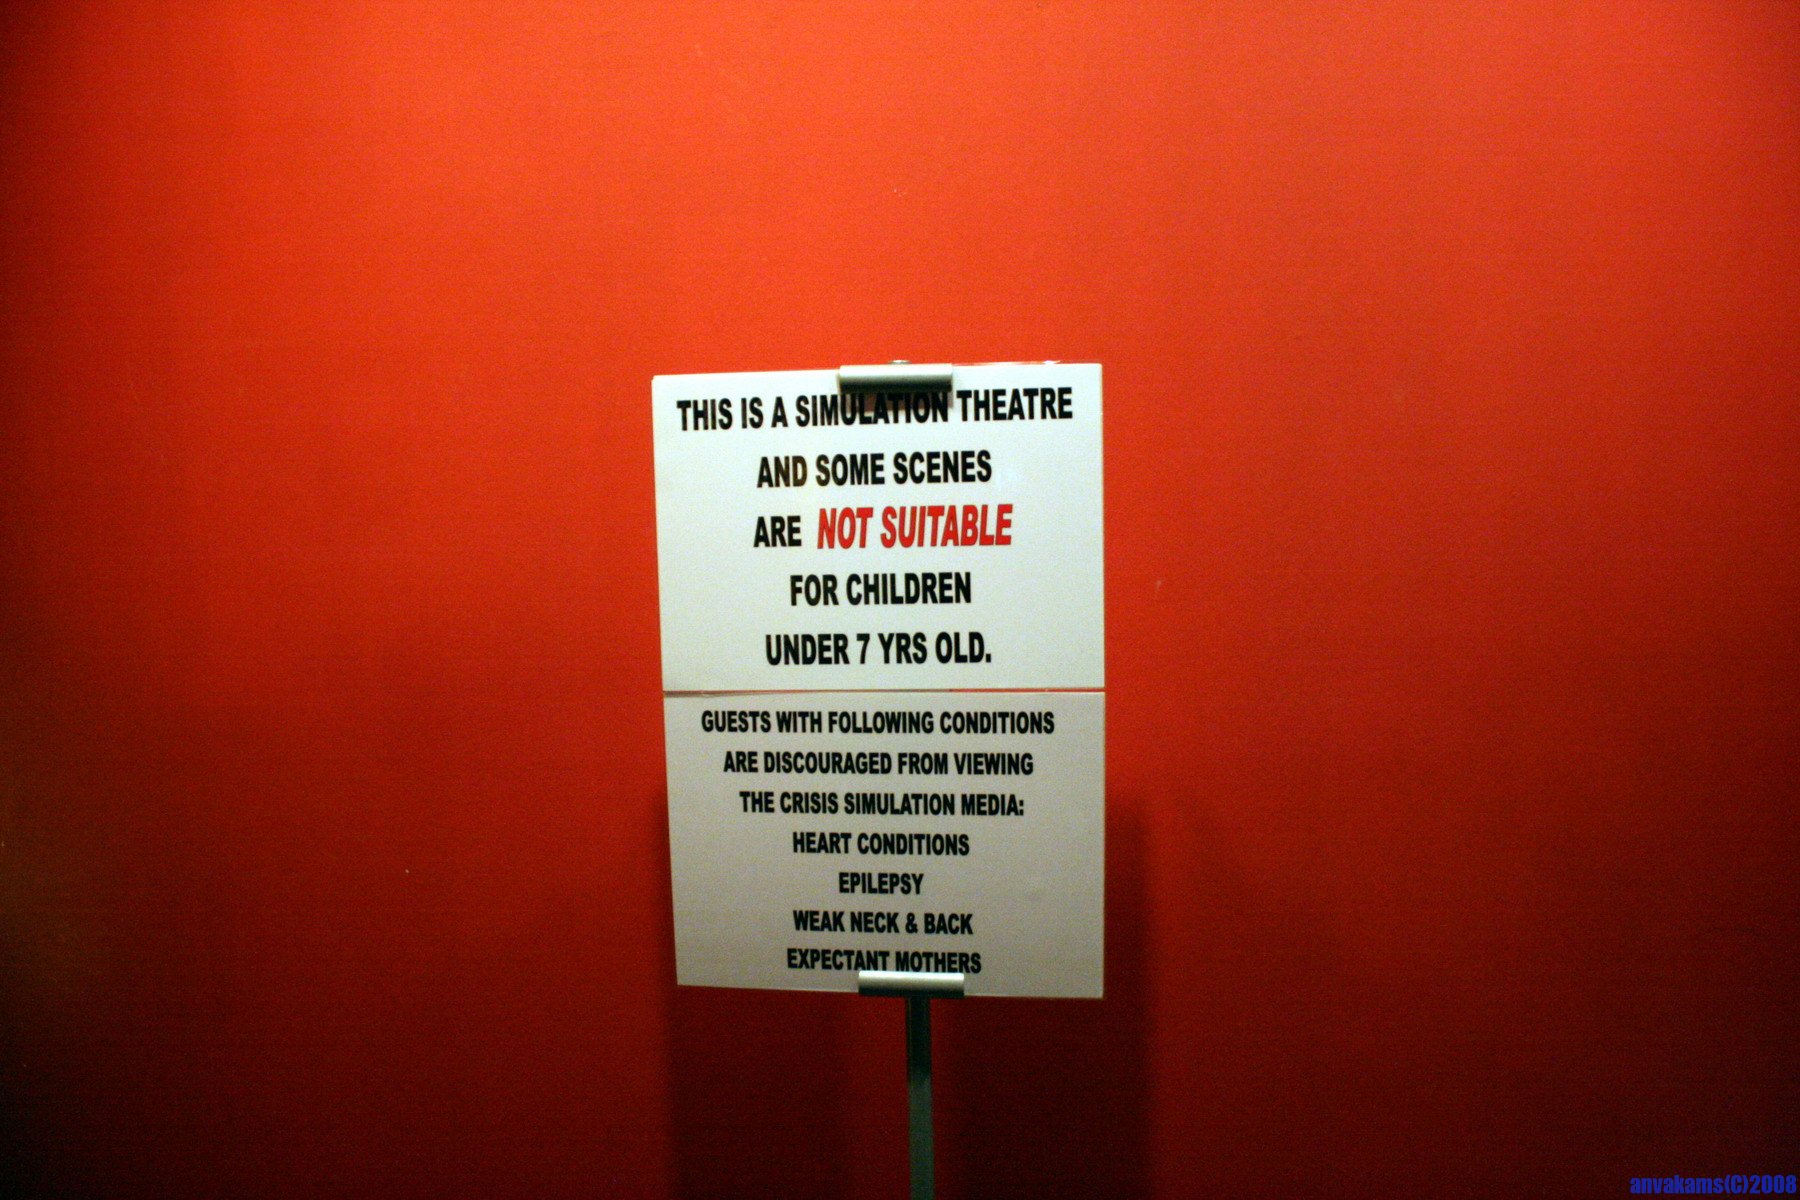 THIS IS A SIMULATION THEATRE
AND SOME SCENES
ARE NOT SUITABLE
FOR CHILDREN
UNDER 7 YRS OLD.
GUESTS WITH FOLLOWING CONDITIONS
ARE DISCOURAGED FROM VIEWING
THE CRISIS SIMULATION MEDIA:
HEART CONDITIONS
EPILEPSY
WEAK NECK & BACK
EXPECTANT MOTHERS
anvakams(C)2008